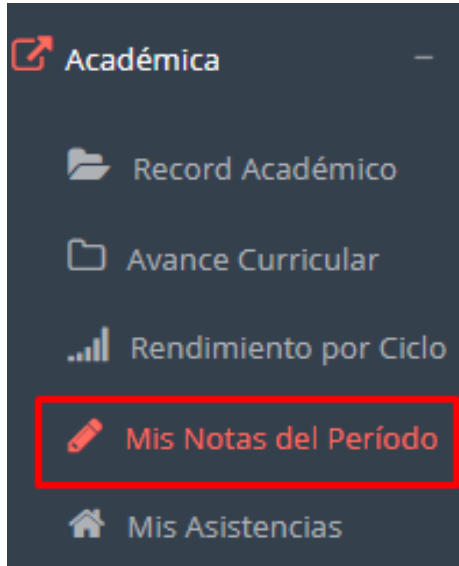 Académica
Record Académico
Avance Curricular
Rendimiento por Ciclo
Mis Notas del Período
Mis Asistencias